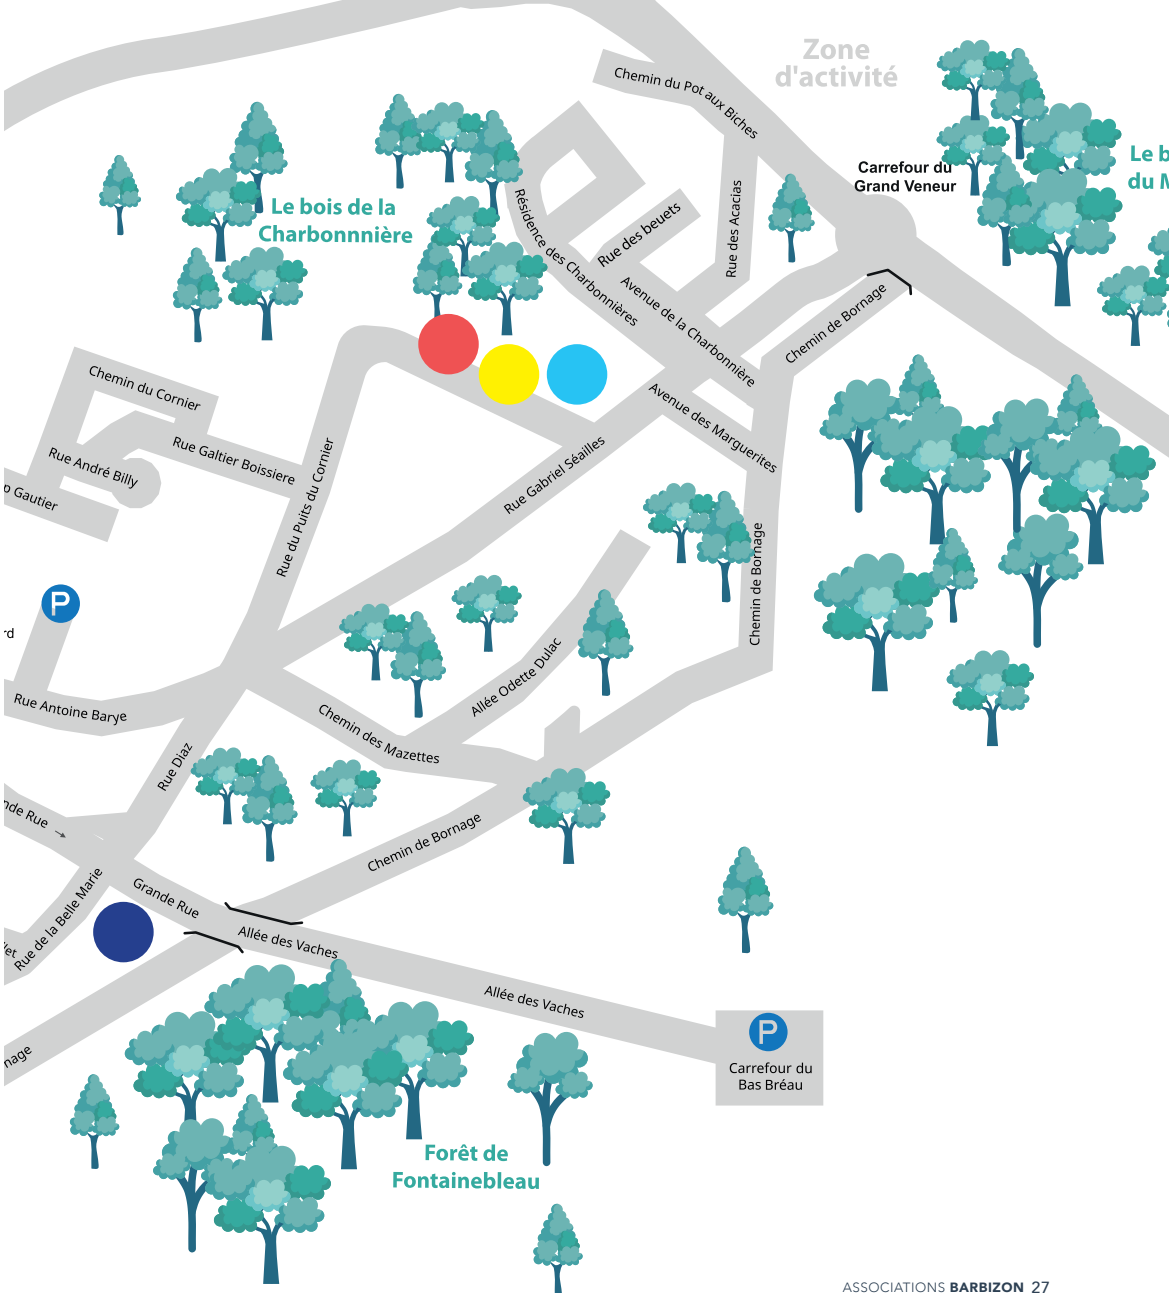 Zone
d'activité
Chemin du Pot aux Biches
Carrefour du
Grand Veneur
Le bois de la
Charbonnnière
Résidence des Charbonnières
Rue des beuets
Rue des Acacias
Avenue de la Charbonnière
Chemin de Bornage
Chemin du Cornier
Rue Galtier Boissiere
Rue André Billy
Gautier
Rue du Puits du Cornier
Rue Gabriel Séailles
Avenue des Marguerites
Chemin de Bornage
P
Rue Antoine Barye
Allée Odette Dulac
Chemin des Mazettes
Rue Diaz
Rue
Chemin de Bornage
Grande Rue
Rue de la Belle Marie
Allée des Vaches
Allée des Vaches
P
Carrefour du
Bas Bréau
Forêt de
Fontainebleau
ASSOCIATIONS BARBIZON 27